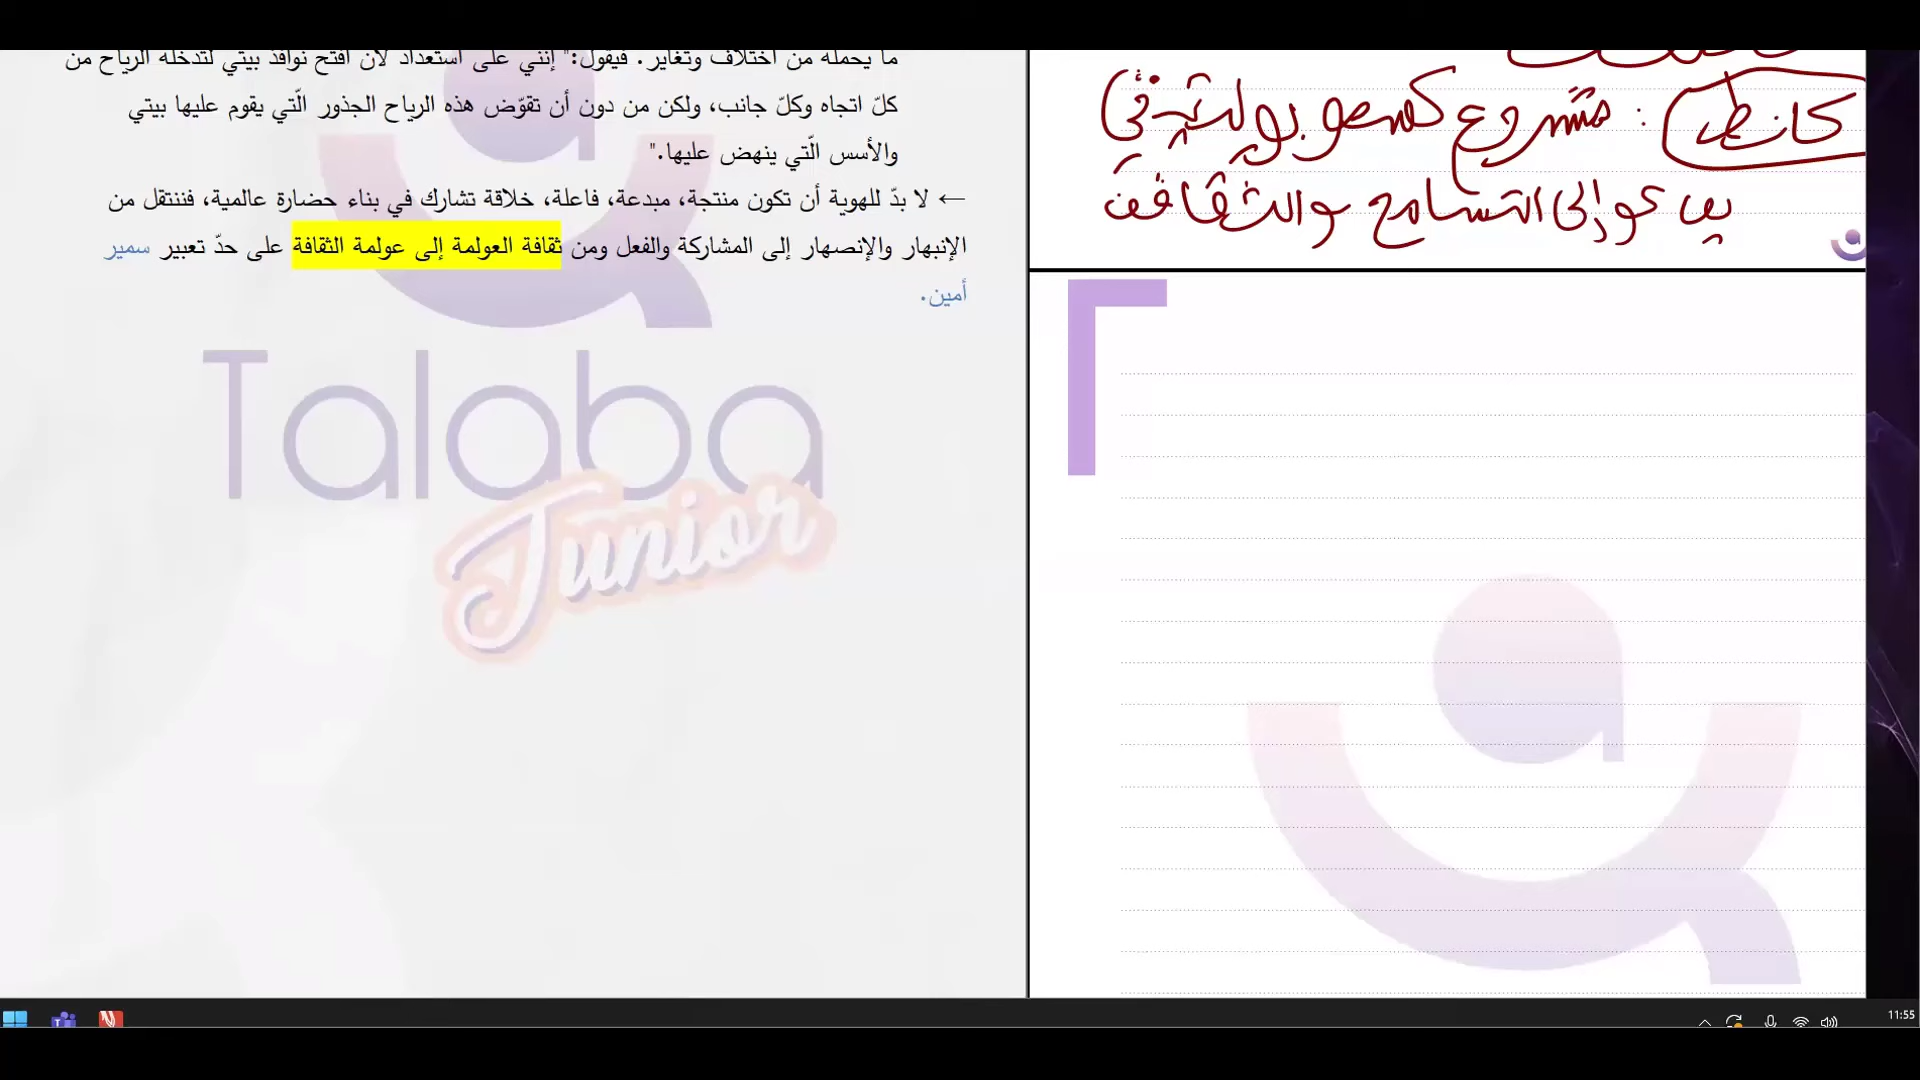 ما يحمله من اختلاف وتغاير. فيقول:" إنني على استعداد لأن أفتح نوافذ بيتي لتدخله الرياح من
كلّ اتجاه وكلّ جانب، ولكن من دون أن تقوّض هذه الرياح الجذور الّتي يقوم عليها بيتي
والأسس الّتي ينهض عليها."
← لا بدّ للهوية أن تكون منتجة، مبدعة، فاعلة، خلاقة تشارك في بناء حضارة عالمية، فننتقل من
الإنبهار والإنصهار إلى المشاركة والفعل ومن ثقافة العولمة إلى عولمة الثقافة على حدّ تعبير سمير
أمين.
Talaba
Junior
كانط : مشروع كسموبوليتي
يدعو إلى التسامح والتثاقف
11:55